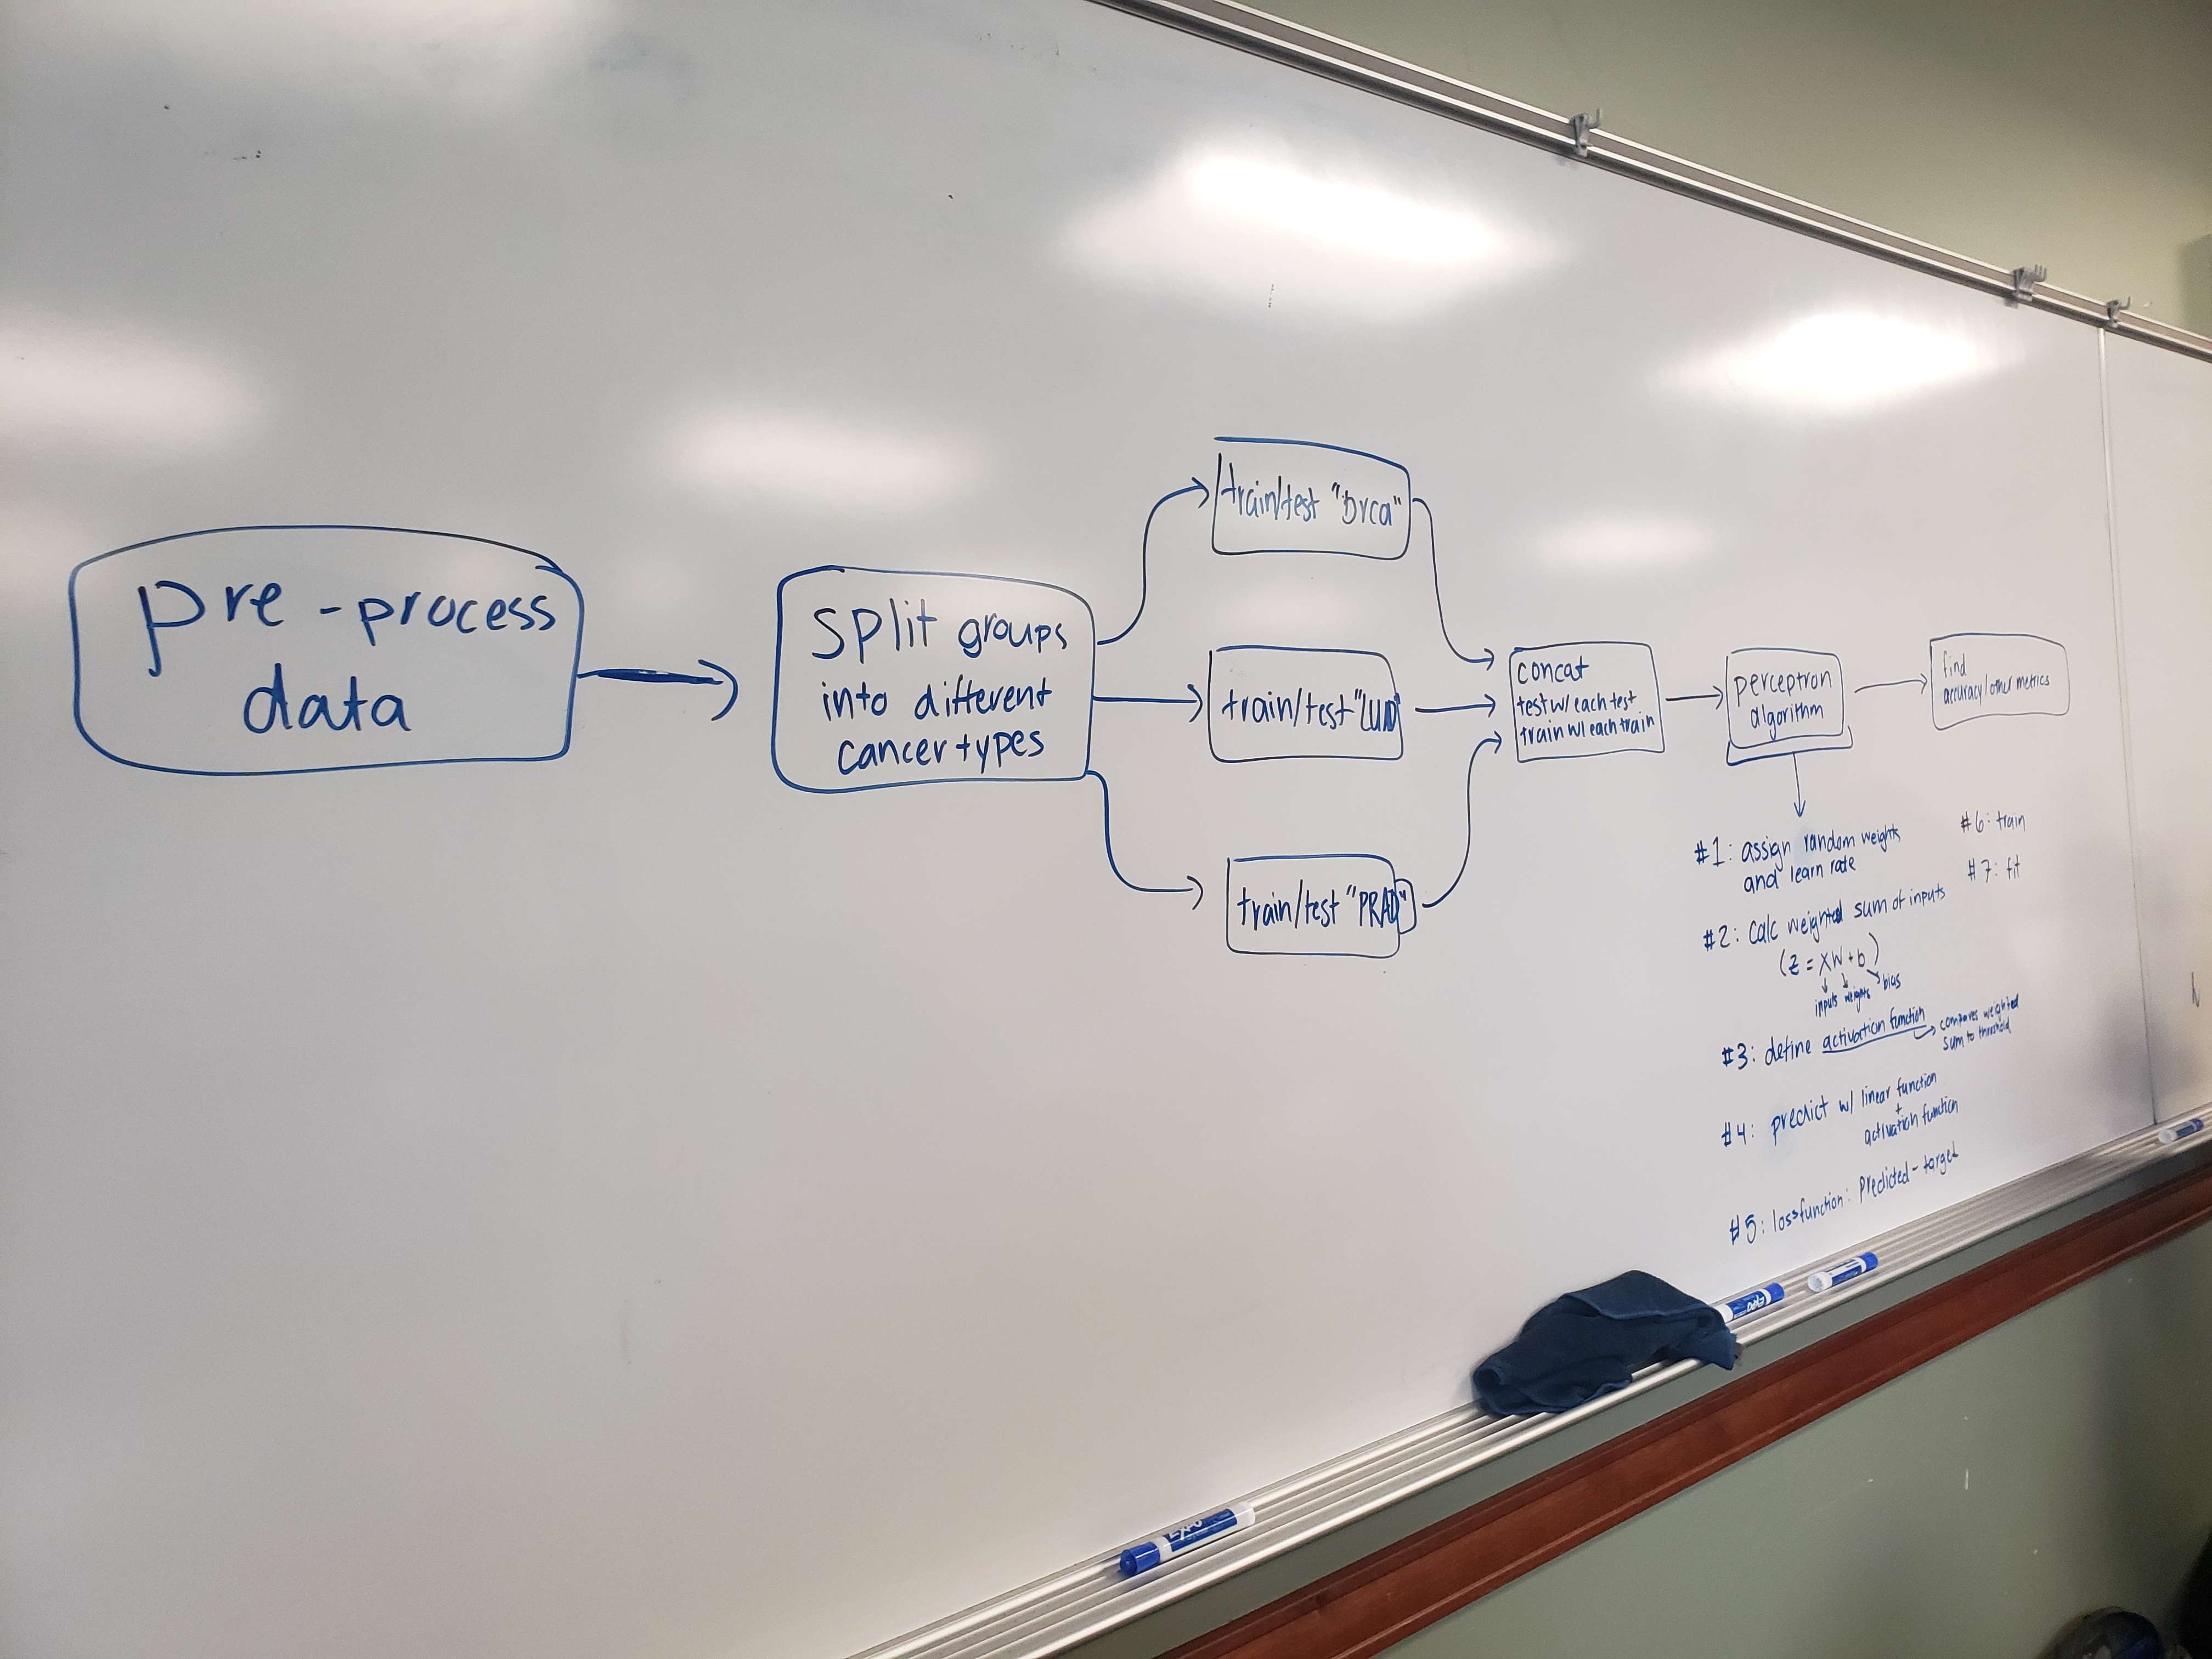 pre-process
data
split groups
into different
cancer types
train/test "brca"
train/test "LUAD"
train/test "PRAD"
concat
test w/ each test
train w/ each train
perceptron
algorithm
find
accuracy/other metrics
#1: assign random weights
and learn rate
#2: calc weighted sum of inputs
(z = XW + b)
inputs weights bias
#3: define activation function
compares weighted
sum to threshold
#4: predict w/ linear function
+
activation function
#5: loss function: predicted - target
#6: train
#7: fit
EXPO
EXPO